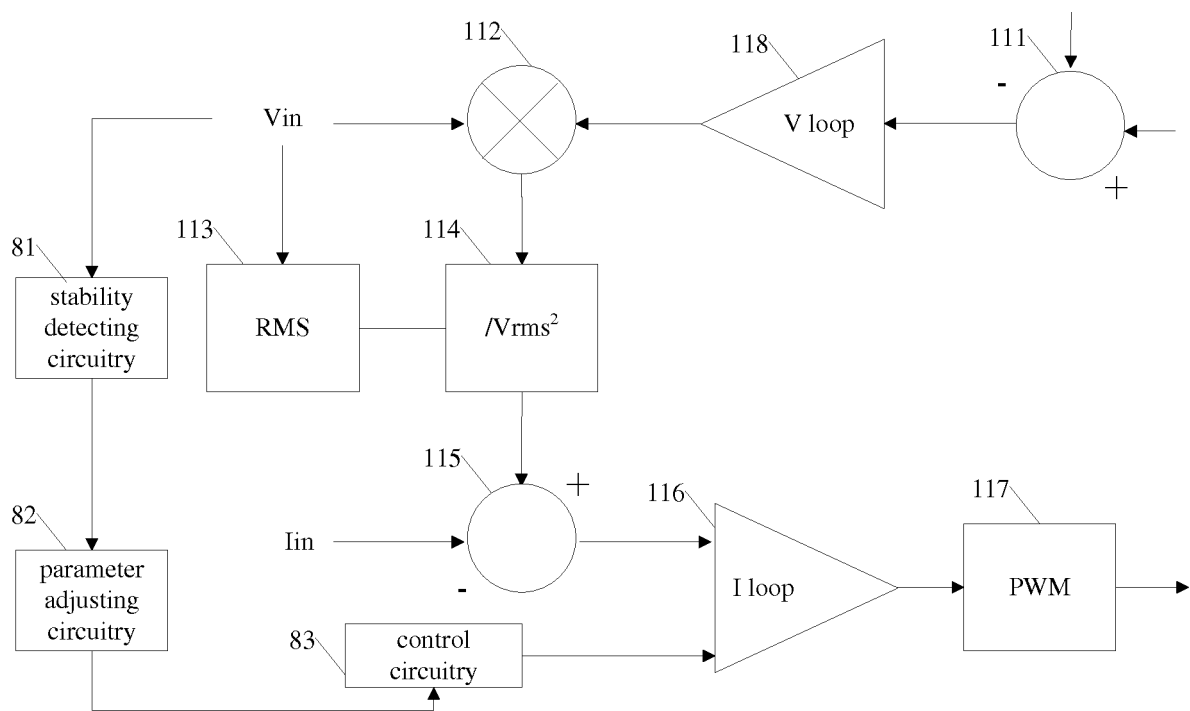 112
118
111
-
Vin
V loop
+
113
114
81
stability
detecting
circuitry
RMS
/Vrms²
115
+
116
117
82
Iin
-
parameter
adjusting
circuitry
I loop
PWM
83
control
circuitry